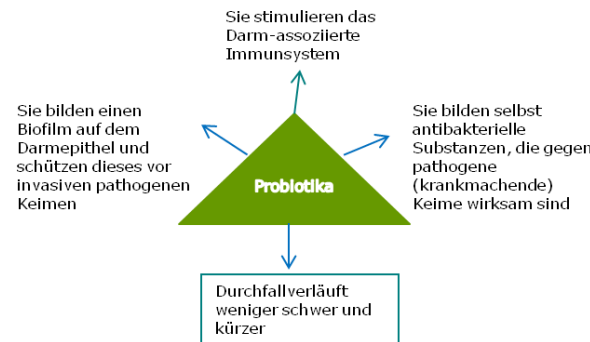 Sie stimulieren das
Darm-assoziierte
Immunsystem
Sie bilden einen
Biofilm auf dem
Darmepithel und
schützen dieses vor
invasiven pathogenen
Keimen
Sie bilden selbst
antibakterielle
Substanzen, die gegen
pathogene
(krankmachende)
Keime wirksam sind
Probiotika
Durchfall verläuft
weniger schwer und
kürzer